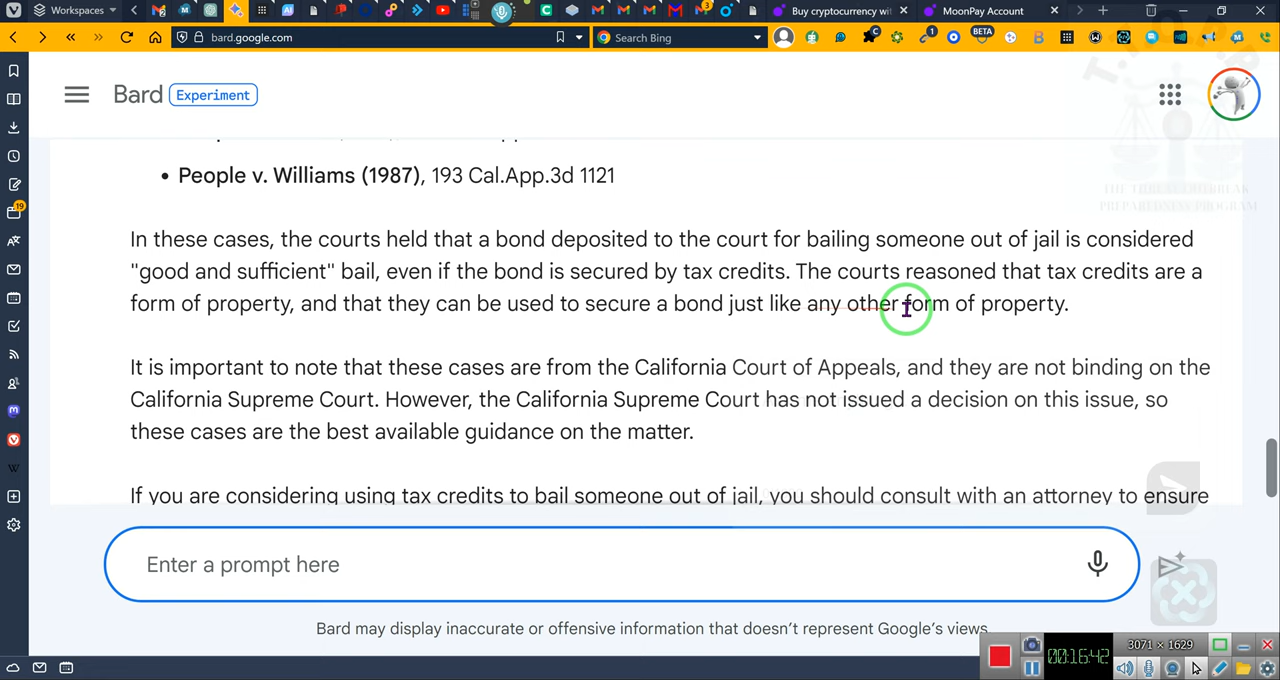 Workspaces
Buy cryptocurrency wi
MoonPay Account
bard.google.com
Search Bing
BETA
Bard Experiment
19
• People v. Williams (1987), 193 Cal.App.3d 1121
In these cases, the courts held that a bond deposited to the court for bailing someone out of jail is considered
"good and sufficient" bail, even if the bond is secured by tax credits. The courts reasoned that tax credits are a
form of property, and that they can be used to secure a bond just like any other form of property.
It is important to note that these cases are from the California Court of Appeals, and they are not binding on the
California Supreme Court. However, the California Supreme Court has not issued a decision on this issue, so
these cases are the best available guidance on the matter.
If you are considering using tax credits to bail someone out of jail, you should consult with an attorney to ensure
Enter a prompt here
Bard may display inaccurate or offensive information that doesn't represent Google's views.
THE THREAT OUTBREAK
PREPARTINESS PROGRAM
3071 × 1629
00:16:42